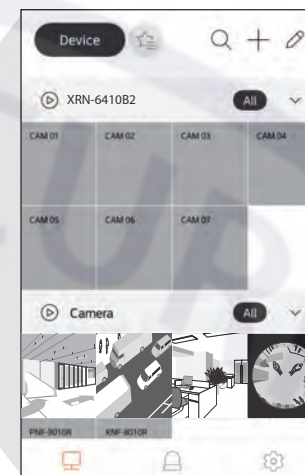 Device
XRN-6410B2
All
CAM 01 CAM 02 CAM 03 CAM 04
CAM 05 CAM 06 CAM 07
Camera
All
PNF-9010R XNF-8010R